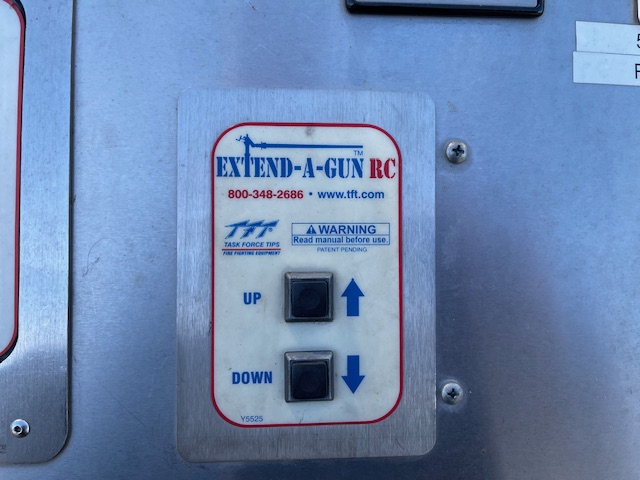 EXTEND-A-GUN RC
TM
800-348-2686 • www.tft.com
TFT
TASK FORCE TIPS
FIRE FIGHTING EQUIPMENT
WARNING
Read manual before use.
PATENT PENDING
UP
DOWN
Y5525